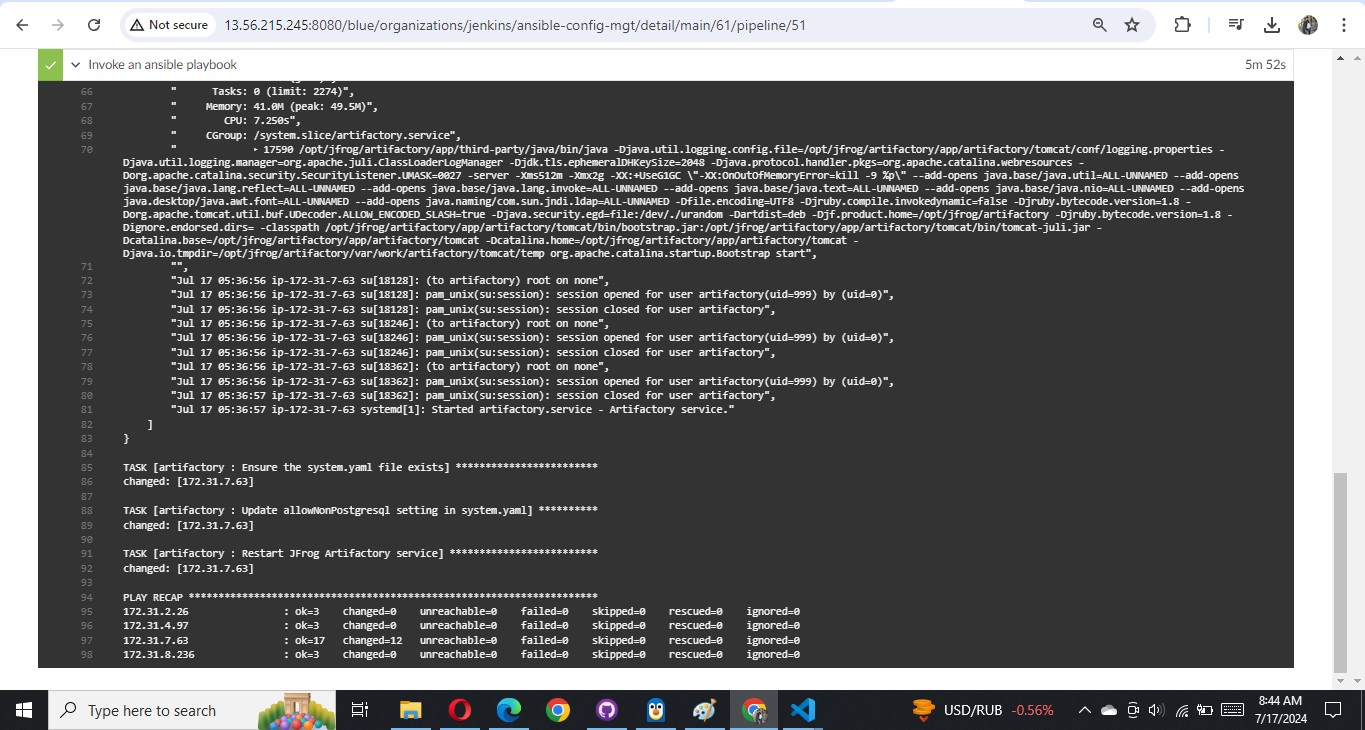 Not secure 13.56.215.245:8080/blue/organizations/jenkins/ansible-config-mgt/detail/main/61/pipeline/51
Invoke an ansible playbook 5m 52s
66 " Tasks: 0 (limit: 2274)",
67 " Memory: 41.0M (peak: 49.5M)",
68 " CPU: 7.250s",
69 " CGroup: /system.slice/artifactory.service",
70 " ‣ 17590 /opt/jfrog/artifactory/app/third-party/java/bin/java -Djava.util.logging.config.file=/opt/jfrog/artifactory/app/artifactory/tomcat/conf/logging.properties -
Djava.util.logging.manager=org.apache.juli.ClassLoaderLogManager -Djdk.tls.ephemeralDHKeySize=2048 -Djava.protocol.handler.pkgs=org.apache.catalina.webresources -
Dorg.apache.catalina.security.SecurityListener.UMASK=0027 -server -Xms512m -Xmx2g -XX:+UseG1GC \"-XX:OnOutOfMemoryError=kill -9 %p\" --add-opens java.base/java.util=ALL-UNNAMED --add-opens
java.base/java.lang.reflect=ALL-UNNAMED --add-opens java.base/java.lang.invoke=ALL-UNNAMED --add-opens java.base/java.text=ALL-UNNAMED --add-opens java.base/java.nio=ALL-UNNAMED --add-opens
java.desktop/java.awt.font=ALL-UNNAMED --add-opens java.naming/com.sun.jndi.ldap=ALL-UNNAMED -Dfile.encoding=UTF8 -Djruby.compile.invokedynamic=false -Djruby.bytecode.version=1.8 -
Dorg.apache.tomcat.util.buf.UDecoder.ALLOW_ENCODED_SLASH=true -Djava.security.egd=file:/dev/./urandom -Dartdist=deb -Djf.product.home=/opt/jfrog/artifactory -Djruby.bytecode.version=1.8 -
Dignore.endorsed.dirs= -classpath /opt/jfrog/artifactory/app/artifactory/tomcat/bin/bootstrap.jar:/opt/jfrog/artifactory/app/artifactory/tomcat/bin/tomcat-juli.jar -
Dcatalina.base=/opt/jfrog/artifactory/app/artifactory/tomcat -Dcatalina.home=/opt/jfrog/artifactory/app/artifactory/tomcat -
Djava.io.tmpdir=/opt/jfrog/artifactory/var/work/artifactory/tomcat/temp org.apache.catalina.startup.Bootstrap start",
71 "",
72 "Jul 17 05:36:56 ip-172-31-7-63 su[18128]: (to artifactory) root on none",
73 "Jul 17 05:36:56 ip-172-31-7-63 su[18128]: pam_unix(su:session): session opened for user artifactory(uid=999) by (uid=0)",
74 "Jul 17 05:36:56 ip-172-31-7-63 su[18128]: pam_unix(su:session): session closed for user artifactory",
75 "Jul 17 05:36:56 ip-172-31-7-63 su[18246]: (to artifactory) root on none",
76 "Jul 17 05:36:56 ip-172-31-7-63 su[18246]: pam_unix(su:session): session opened for user artifactory(uid=999) by (uid=0)",
77 "Jul 17 05:36:56 ip-172-31-7-63 su[18246]: pam_unix(su:session): session closed for user artifactory",
78 "Jul 17 05:36:56 ip-172-31-7-63 su[18362]: (to artifactory) root on none",
79 "Jul 17 05:36:56 ip-172-31-7-63 su[18362]: pam_unix(su:session): session opened for user artifactory(uid=999) by (uid=0)",
80 "Jul 17 05:36:57 ip-172-31-7-63 su[18362]: pam_unix(su:session): session closed for user artifactory",
81 "Jul 17 05:36:57 ip-172-31-7-63 systemd[1]: Started artifactory.service - Artifactory service."
82 ]
83 }
84
85 TASK [artifactory : Ensure the system.yaml file exists] ************************
86 changed: [172.31.7.63]
87
88 TASK [artifactory : Update allowNonPostgresql setting in system.yaml] **********
89 changed: [172.31.7.63]
90
91 TASK [artifactory : Restart JFrog Artifactory service] *************************
92 changed: [172.31.7.63]
93
94 PLAY RECAP *********************************************************************
95 172.31.2.26 : ok=3 changed=0 unreachable=0 failed=0 skipped=0 rescued=0 ignored=0
96 172.31.4.97 : ok=3 changed=0 unreachable=0 failed=0 skipped=0 rescued=0 ignored=0
97 172.31.7.63 : ok=17 changed=12 unreachable=0 failed=0 skipped=0 rescued=0 ignored=0
98 172.31.8.236 : ok=3 changed=0 unreachable=0 failed=0 skipped=0 rescued=0 ignored=0
Type here to search USD/RUB -0.56% 8:44 AM
7/17/2024